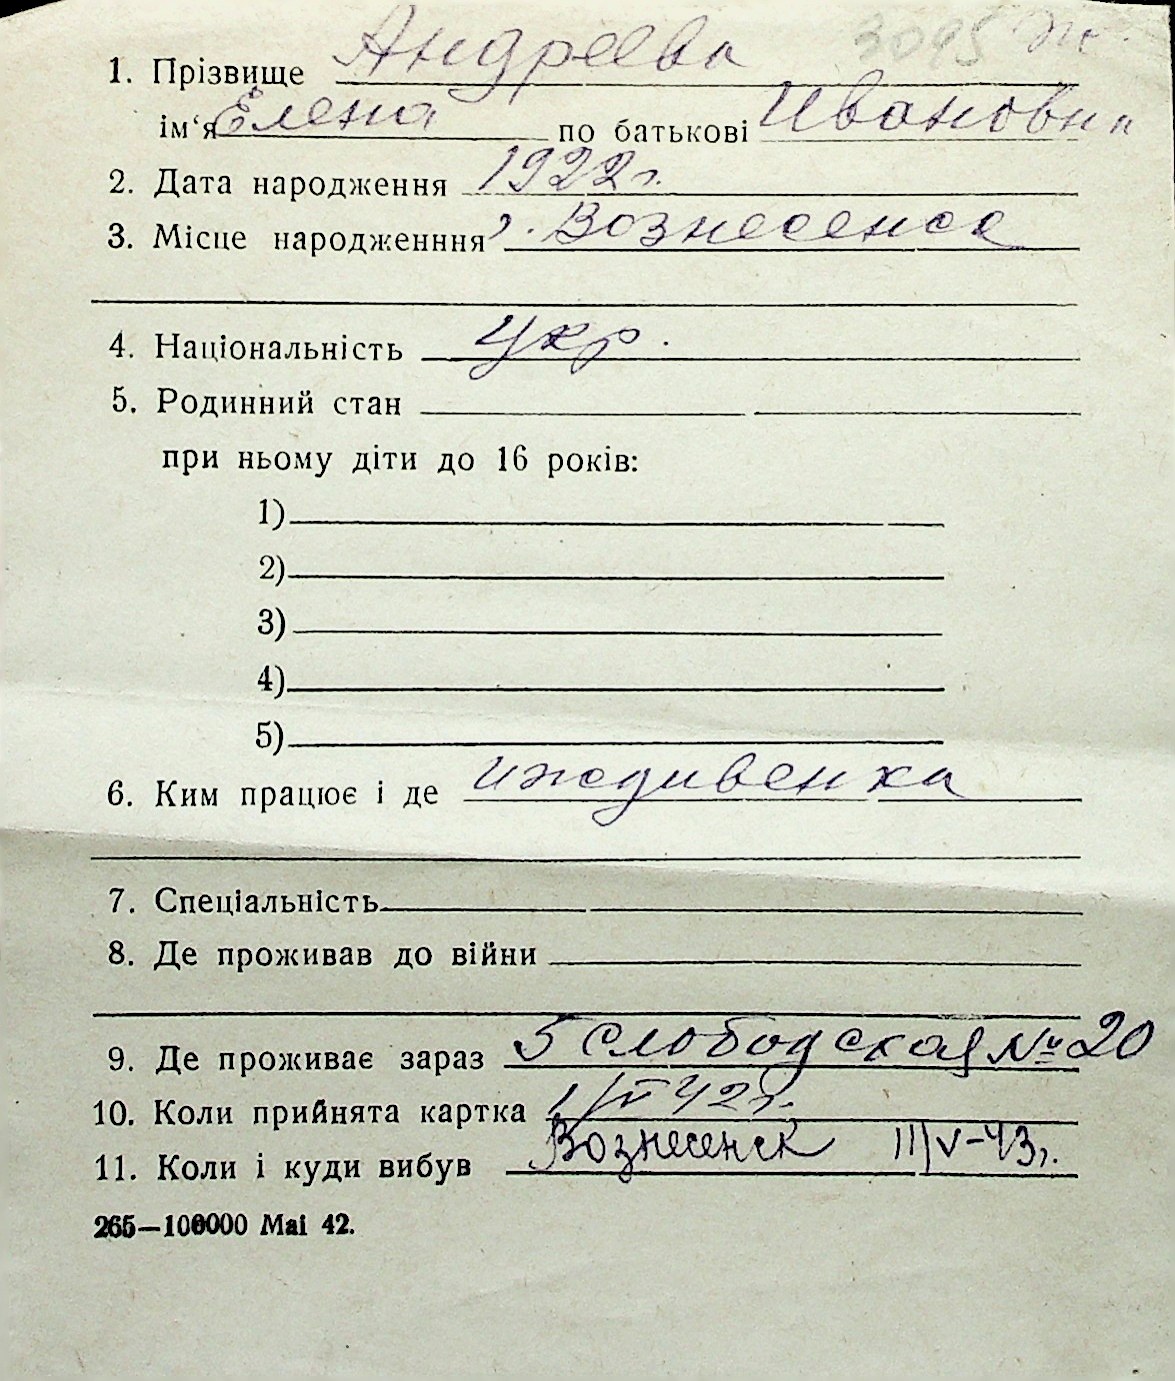 3095 ж.
1. Прізвище Андреева
ім‘я Елена по батькові Ивановна
2. Дата народження 1922 г.
3. Місце народженння г. Вознесенск
4. Національність Укр.
5. Родинний стан
при ньому діти до 16 років:
1)
2)
3)
4)
5)
6. Ким працює і де иждивенка
7. Спеціальність
8. Де проживав до війни
9. Де проживає зараз 5 слободская № 20
10. Коли прийнята картка 42 г.
11. Коли і куди вибув Вознесенск III/V-43 г.
265—100000 Mai 42.